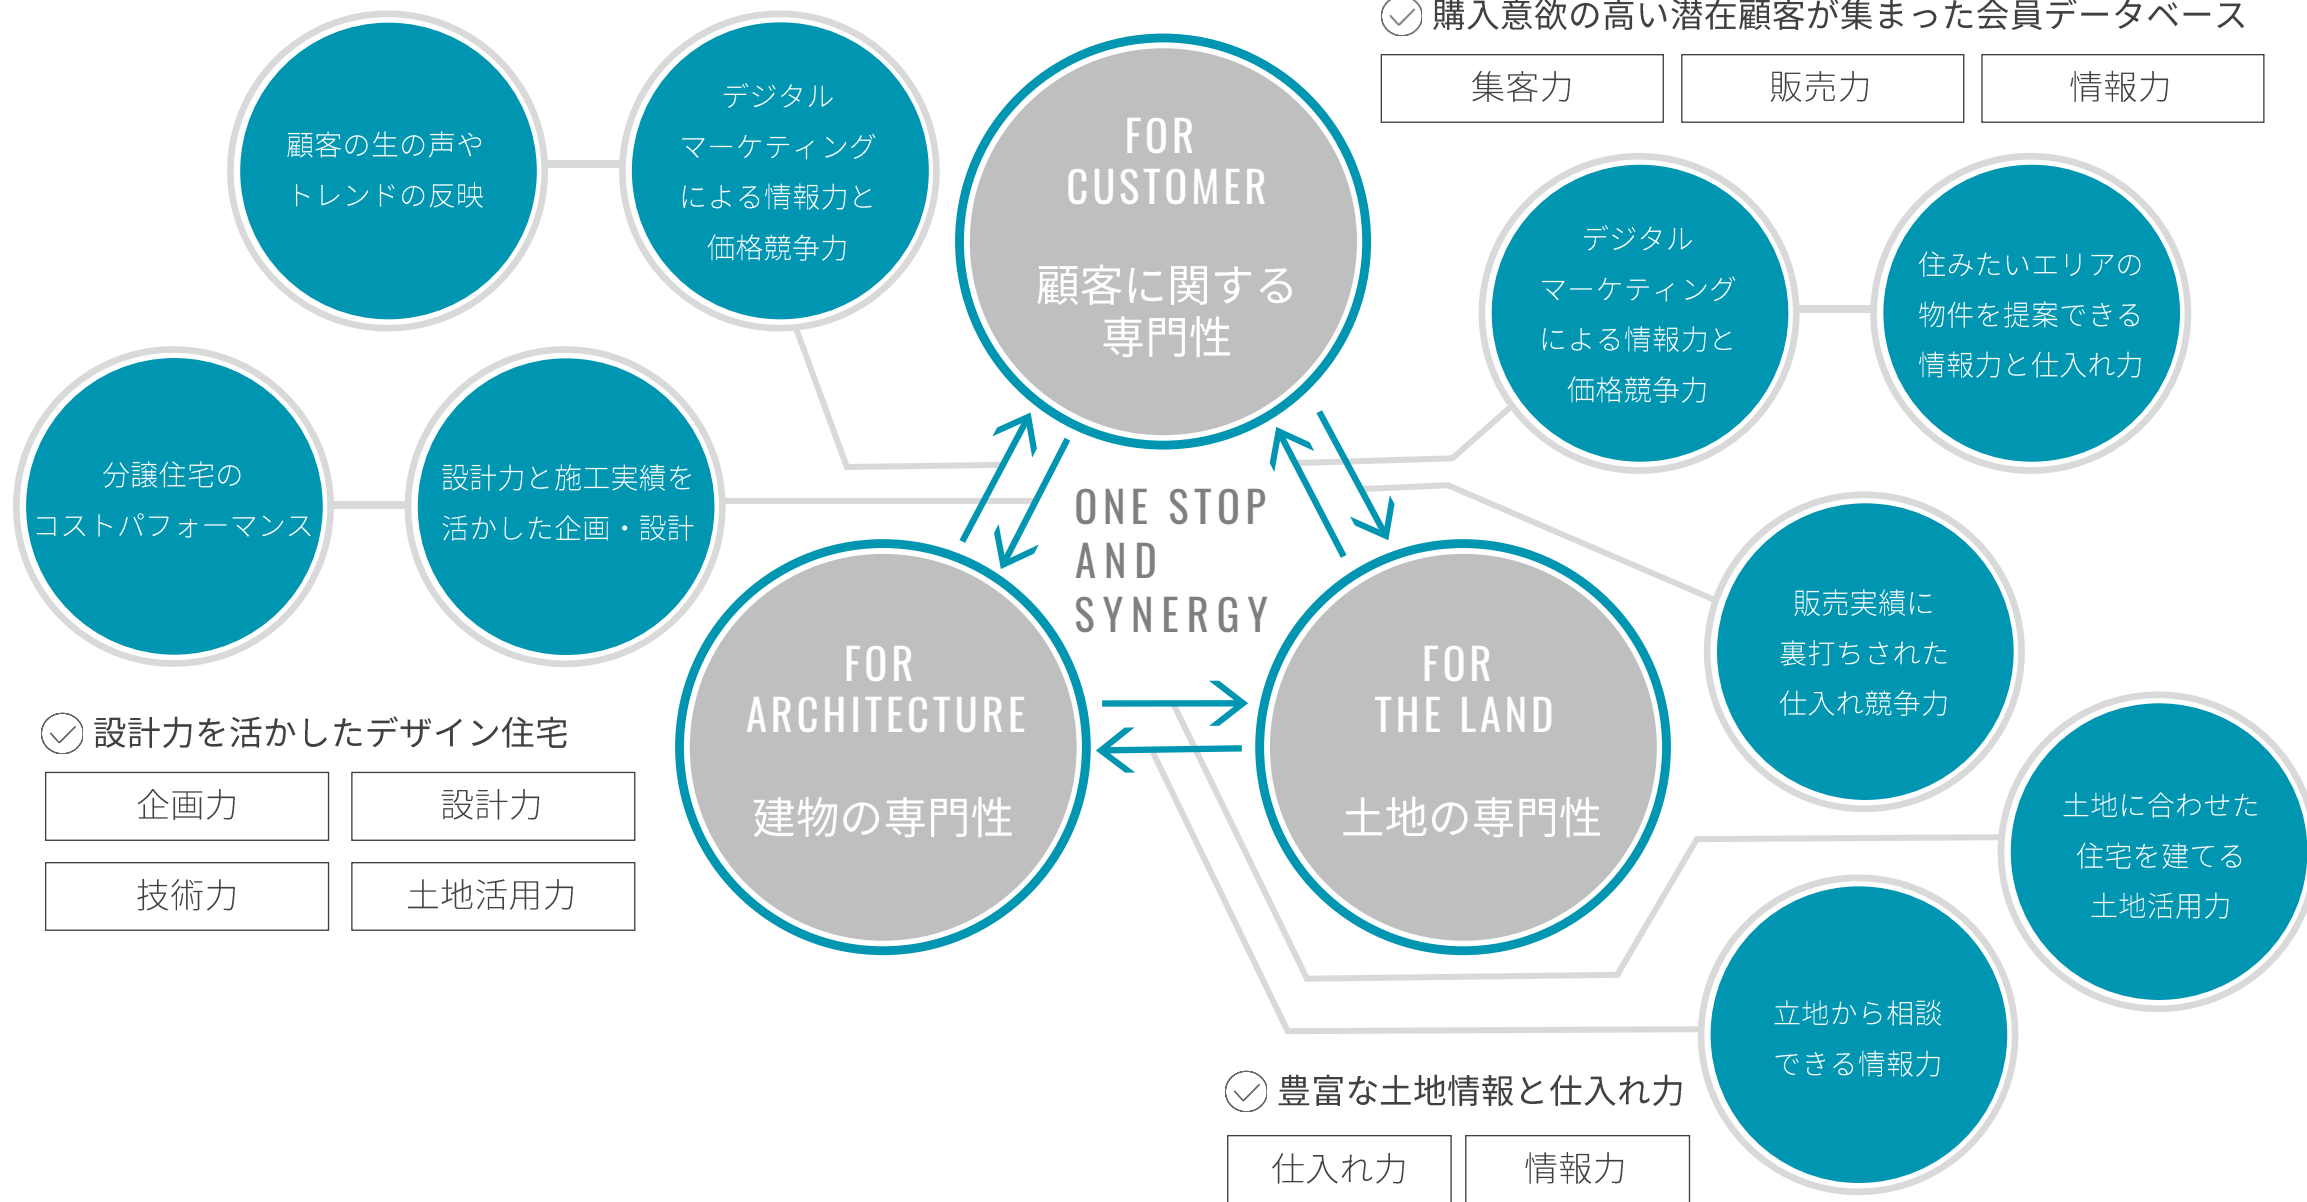 購入意欲の高い潜在顧客が集まった会員データベース
集客力
販売力
情報力
顧客の生の声や
トレンドの反映
デジタル
マーケティング
による情報力と
価格競争力
FOR
CUSTOMER
顧客に関する
専門性
デジタル
マーケティング
による情報力と
価格競争力
住みたいエリアの
物件を提案できる
情報力と仕入れ力
分譲住宅の
コストパフォーマンス
設計力と施工実績を
活かした企画・設計
ONE STOP
AND
SYNERGY
販売実績に
裏打ちされた
仕入れ競争力
FOR
ARCHITECTURE
建物の専門性
FOR
THE LAND
土地の専門性
設計力を活かしたデザイン住宅
企画力
設計力
技術力
土地活用力
土地に合わせた
住宅を建てる
土地活用力
立地から相談
できる情報力
豊富な土地情報と仕入れ力
仕入れ力
情報力